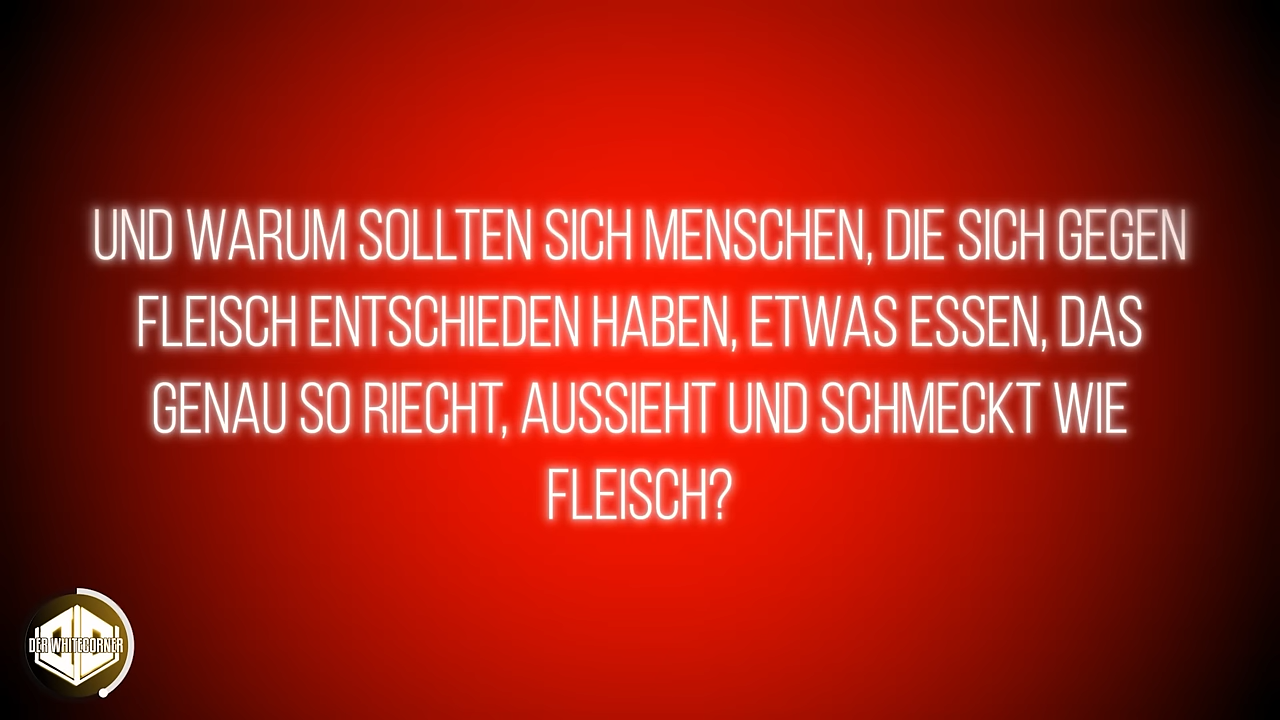 UND WARUM SOLLTEN SICH MENSCHEN, DIE SICH GEGEN
FLEISCH ENTSCHIEDEN HABEN, ETWAS ESSEN, DAS
GENAU SO RIECHT, AUSSIEHT UND SCHMECKT WIE
FLEISCH?
DER WHITECORNER